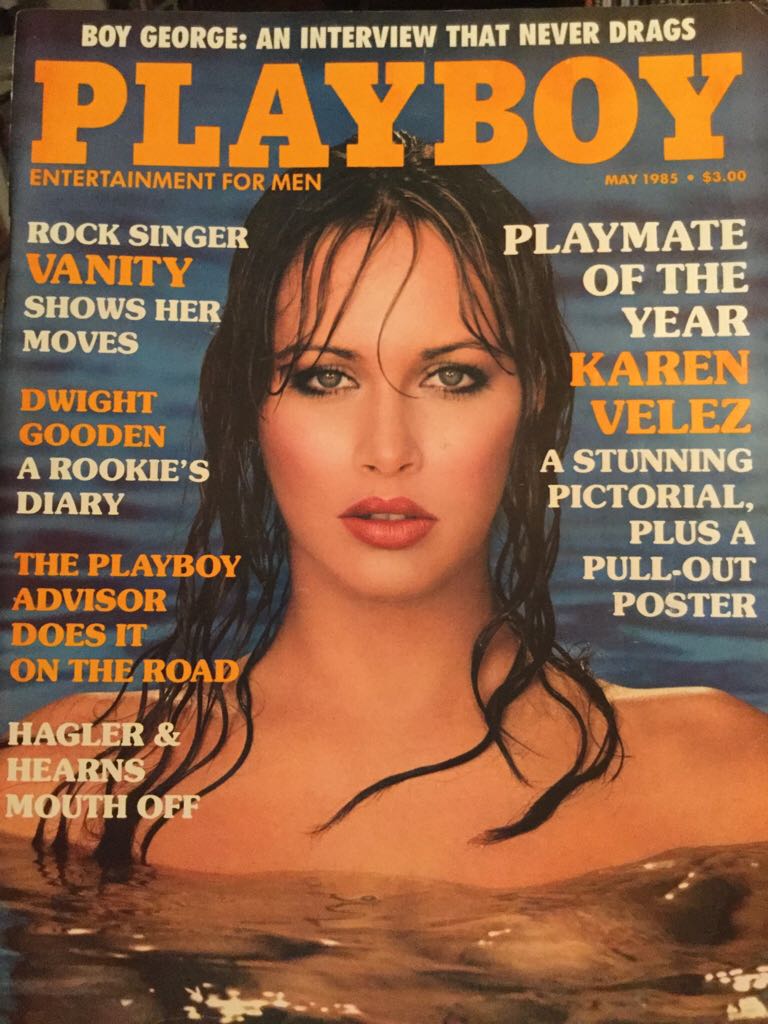 BOY GEORGE: AN INTERVIEW THAT NEVER DRAGS
PLAYBOY
ENTERTAINMENT FOR MEN
MAY 1985 • $3.00
ROCK SINGER
VANITY
SHOWS HER
MOVES
DWIGHT
GOODEN
A ROOKIE'S
DIARY
THE PLAYBOY
ADVISOR
DOES IT
ON THE ROAD
HAGLER &
HEARNS
MOUTH OFF
PLAYMATE
OF THE
YEAR
KAREN
VELEZ
A STUNNING
PICTORIAL,
PLUS A
PULL-OUT
POSTER